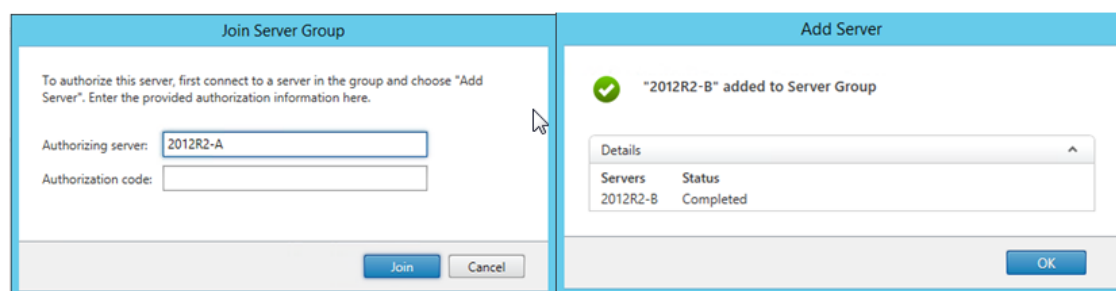 Join Server Group
To authorize this server, first connect to a server in the group and choose "Add
Server". Enter the provided authorization information here.
Authorizing server: 2012R2-A
Authorization code:
Join Cancel
Add Server
"2012R2-B" added to Server Group
Details
Servers Status
2012R2-B Completed
OK